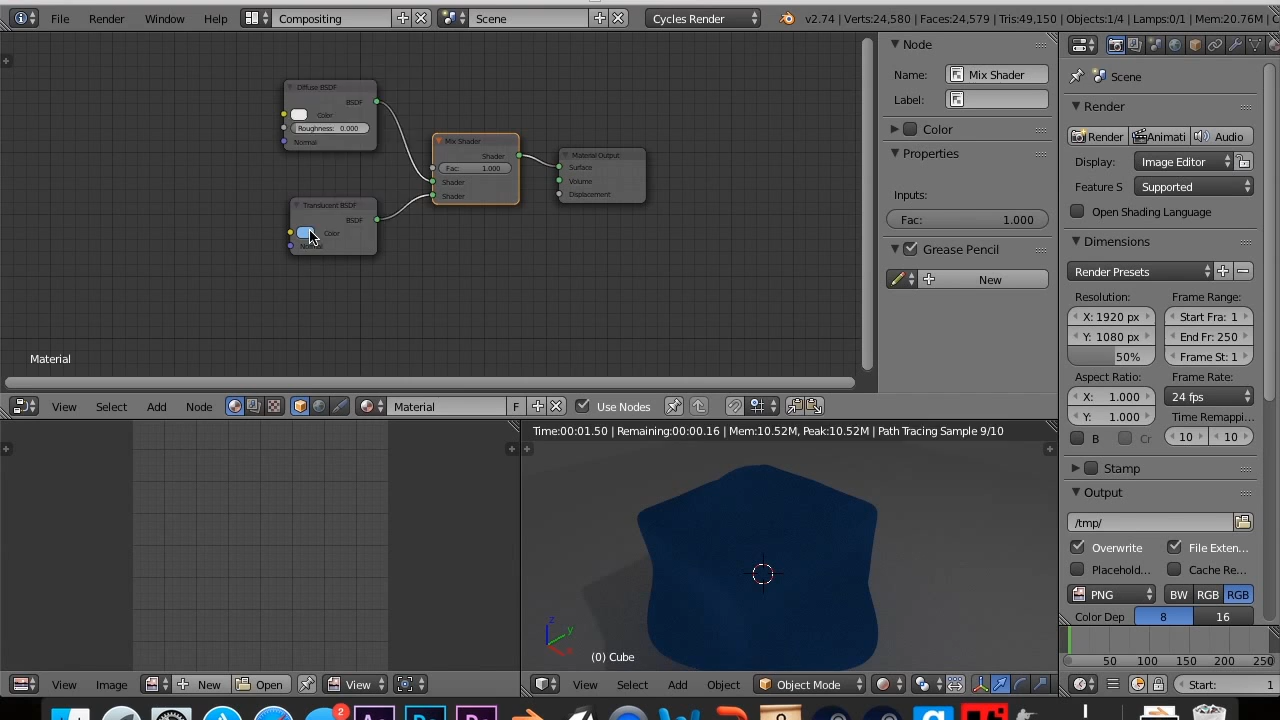 File Render Window Help Compositing Scene Cycles Render v2.74 | Verts:24,580 | Faces:24,579 | Tris:49,150 | Objects:1/4 | Lamps:0/1 | Mem:20.76M |
Diffuse BSDF
BSDF
Color
Roughness: 0.000
Normal
Translucent BSDF
BSDF
Color
Mix Shader
Shader
Fac: 1.000
Shader
Shader
Material Output
Surface
Volume
Displacement
Material
Node
Name: Mix Shader
Label:
Color
Properties
Inputs:
Fac: 1.000
Grease Pencil
New
Scene
Render
Render Animati Audio
Display: Image Editor
Feature S Supported
Open Shading Language
Dimensions
Render Presets
Resolution: Frame Range:
X: 1920 px Start Fra: 1
Y: 1080 px End Fr: 250
50% Frame St: 1
Aspect Ratio: Frame Rate:
X: 1.000 24 fps
Y: 1.000 Time Remappi...
B Cr 10 10
Stamp
Output
/tmp/
Overwrite File Exten...
Placehold... Cache Re...
PNG BW RGB RGB
Color Dep 8 16
View Select Add Node Material F Use Nodes
Time:00:01.50 | Remaining:00:00.16 | Mem:10.52M, Peak:10.52M | Path Tracing Sample 9/10
z
y
(0) Cube
50 100 150 200 250
View Image New Open View
View Select Add Object Object Mode
Start: 1
2
Ae